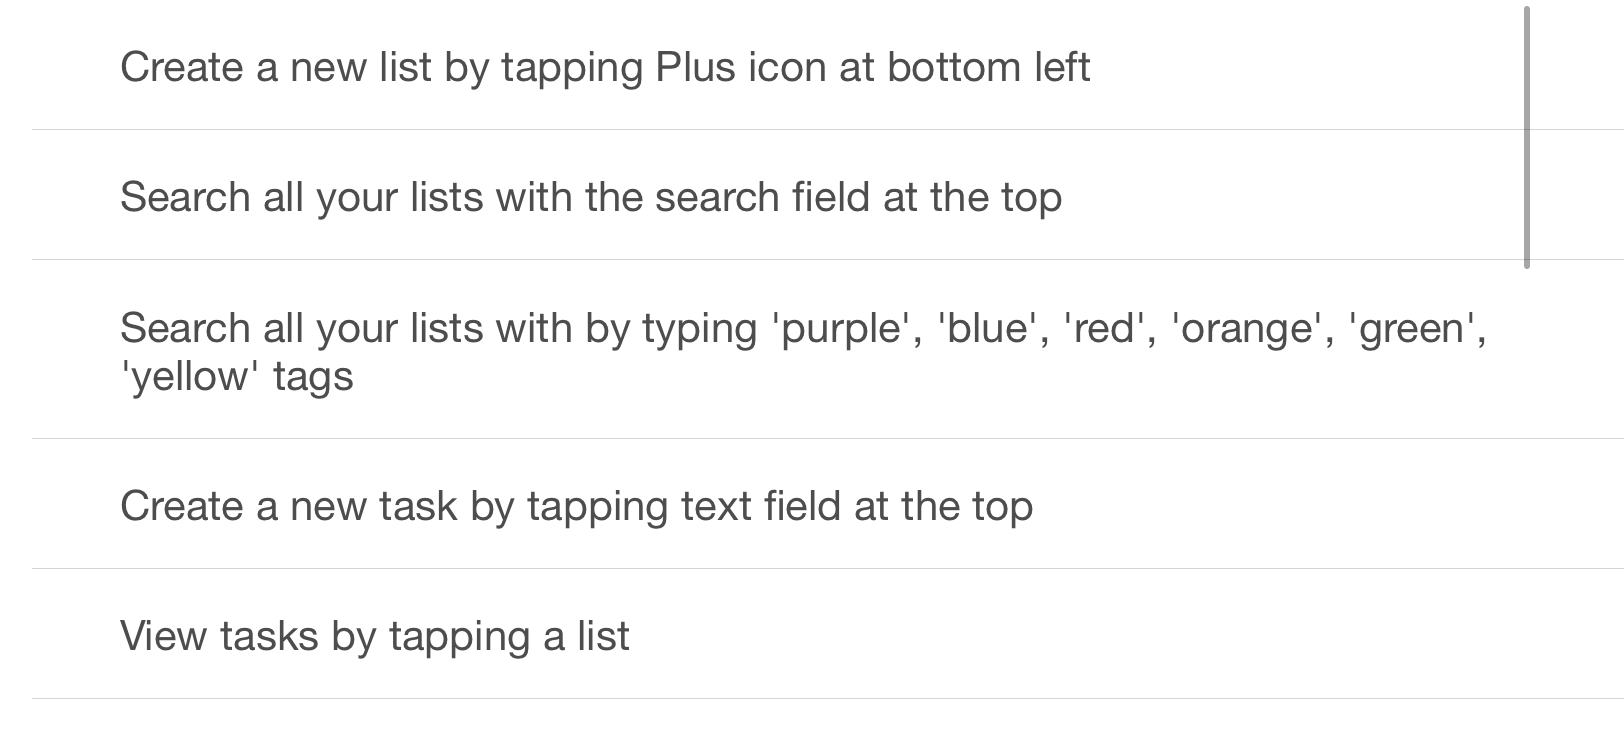 Create a new list by tapping Plus icon at bottom left
Search all your lists with the search field at the top
Search all your lists with by typing 'purple', 'blue', 'red', 'orange', 'green',
'yellow' tags
Create a new task by tapping text field at the top
View tasks by tapping a list